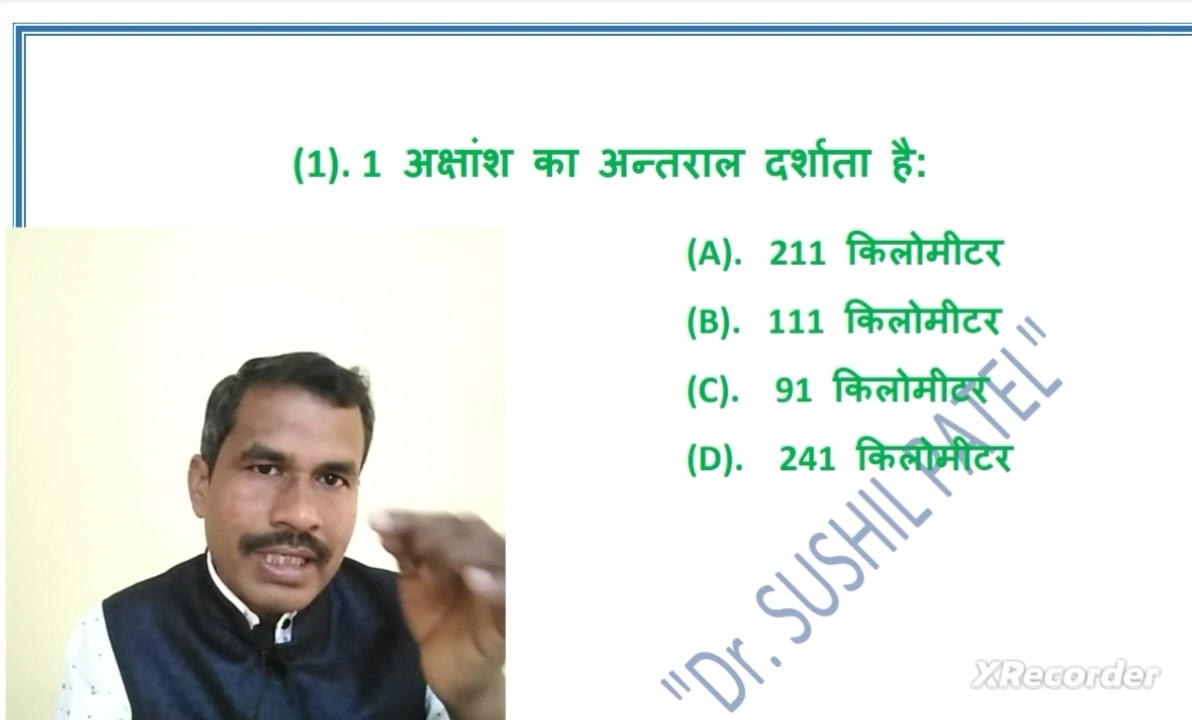 (1). 1 अक्षांश का अन्तराल दर्शाता है:
(A). 211 किलोमीटर
(B). 111 किलोमीटर
(C). 91 किलोमीटर
(D). 241 किलोमीटर
"Dr. SUSHIL PATEL"
XRecorder